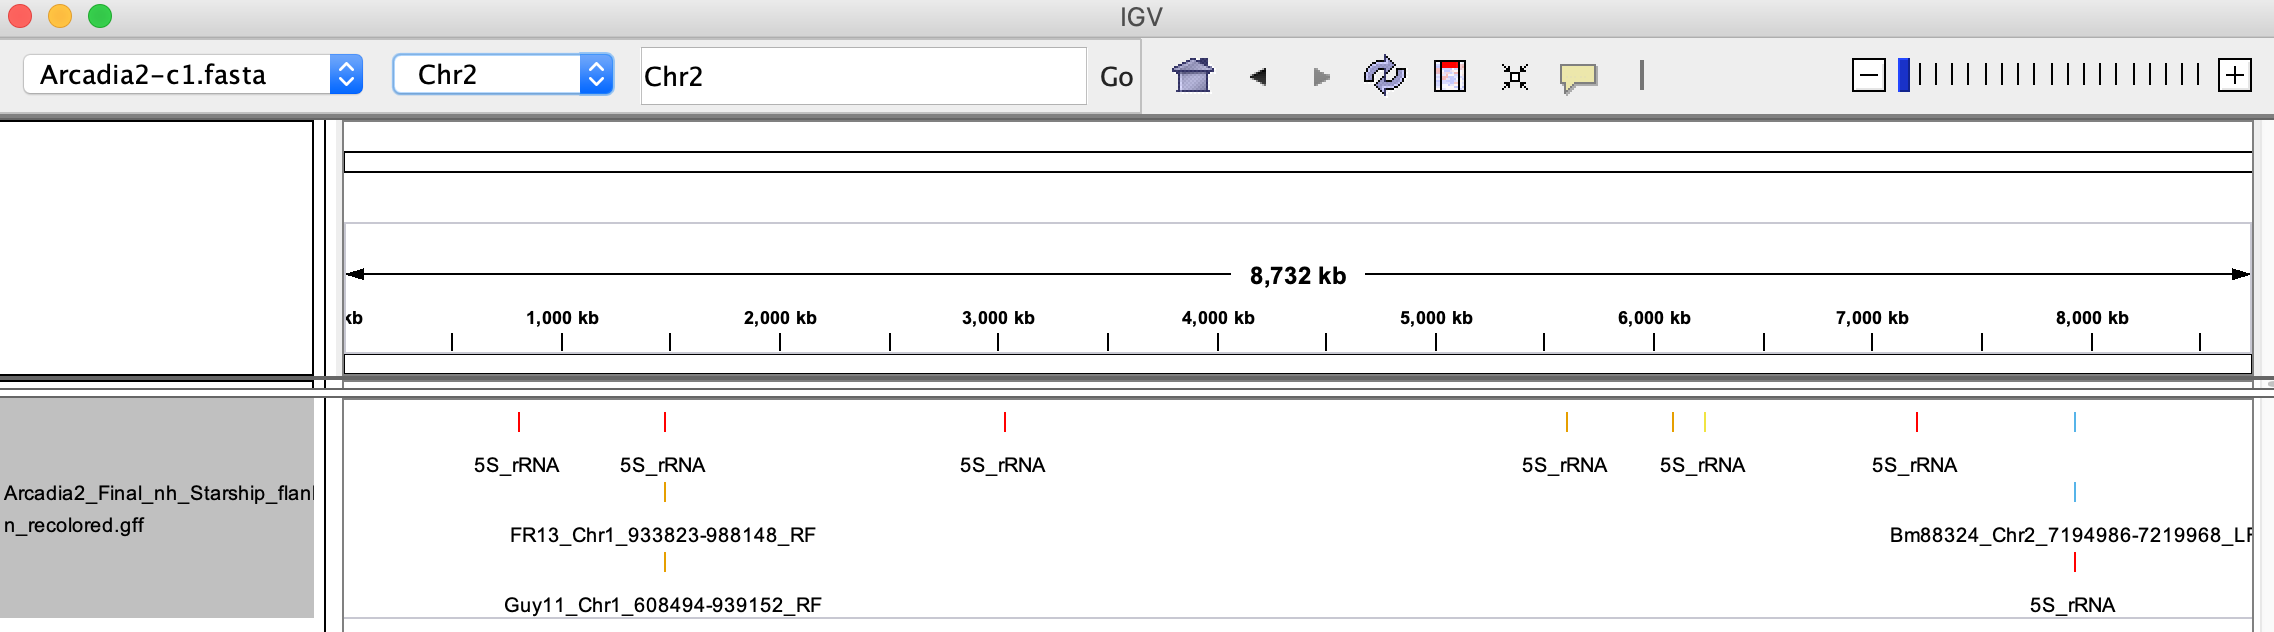 IGV
Arcadia2-c1.fasta Chr2 Chr2 Go
8,732 kb
kb 1,000 kb 2,000 kb 3,000 kb 4,000 kb 5,000 kb 6,000 kb 7,000 kb 8,000 kb
5S_rRNA 5S_rRNA 5S_rRNA 5S_rRNA 5S_rRNA 5S_rRNA
Arcadia2_Final_nh_Starship_flan
n_recolored.gff
FR13_Chr1_933823-988148_RF Bm88324_Chr2_7194986-7219968_LF
Guy11_Chr1_608494-939152_RF 5S_rRNA